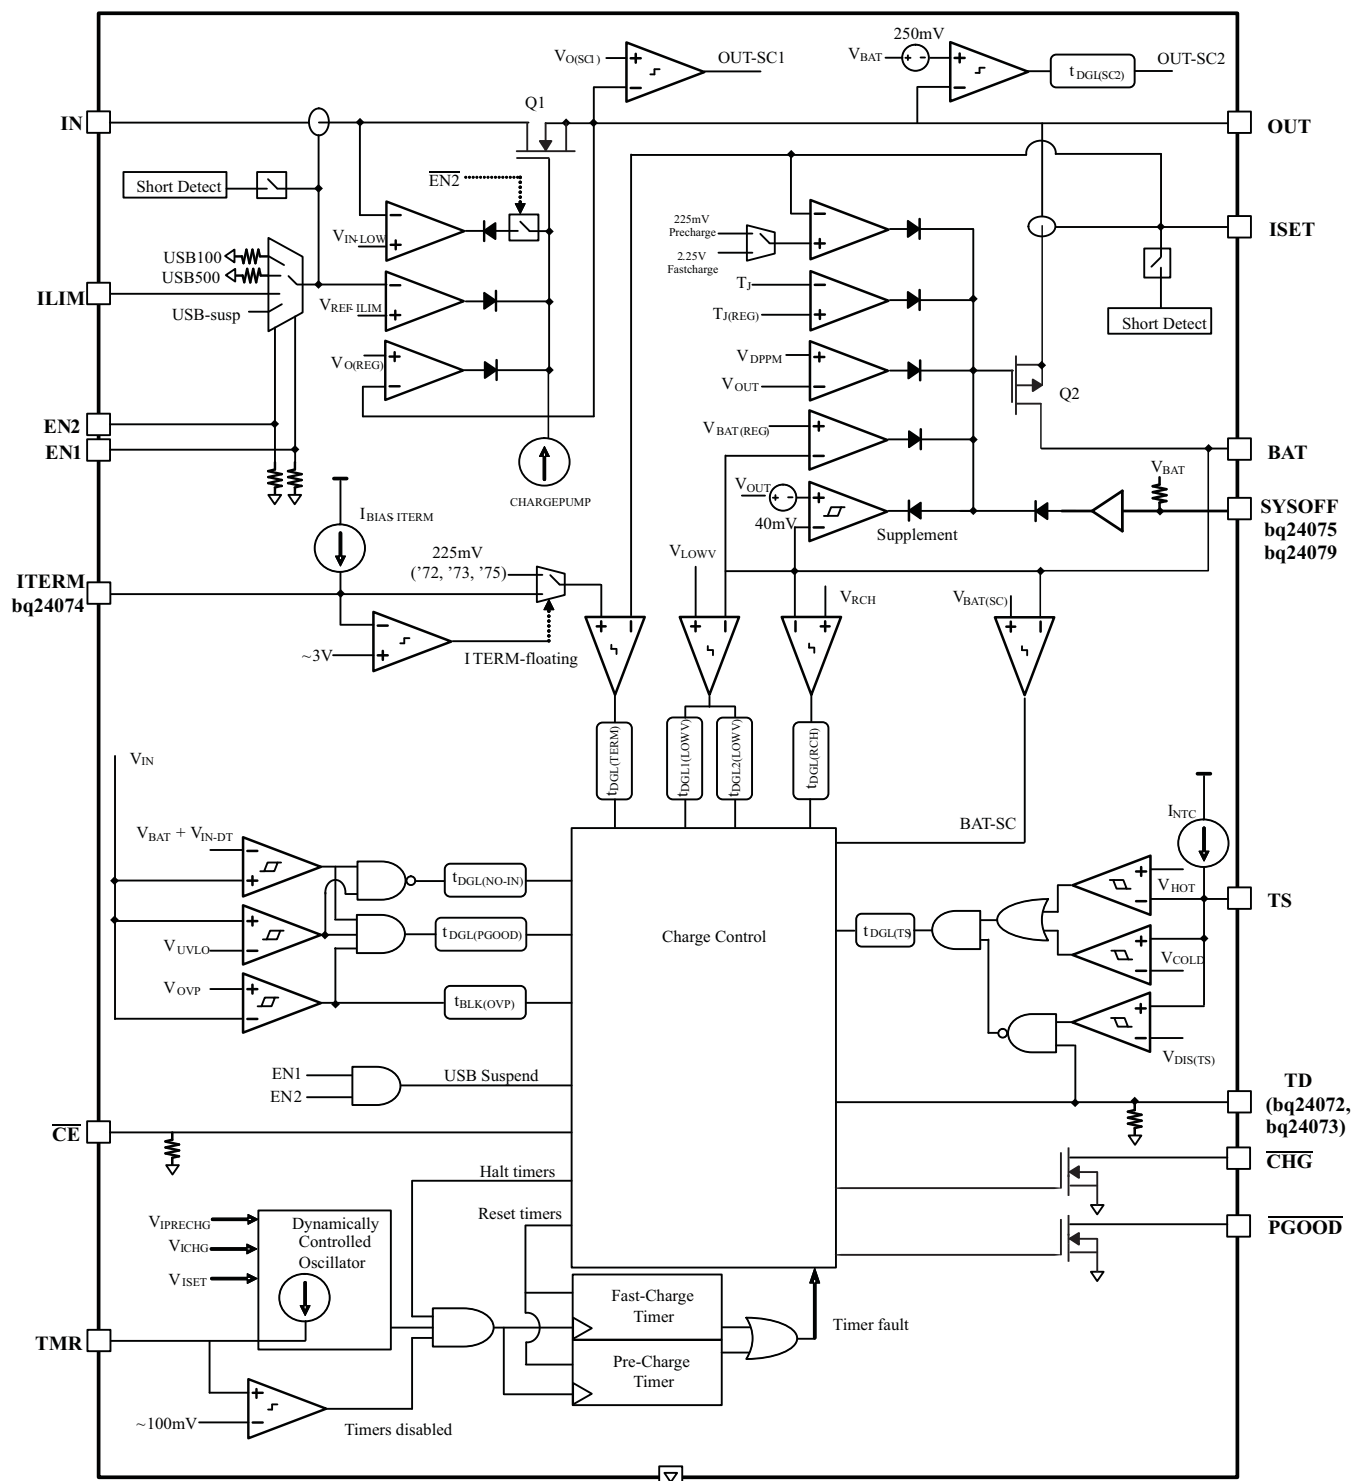 250mV
VO(SC1)
OUT-SC1
VBAT
tDGL(SC2)
OUT-SC2
Q1
IN
OUT
EN2
Short Detect
VIN-LOW
225mV
Precharge
2.25V
Fastcharge
ISET
USB100
USB500
ILIM
USB-susp
VREF-ILIM
TJ
TJ(REG)
Short Detect
VO(REG)
VDPPM
VOUT
Q2
EN2
EN1
VBAT(REG)
BAT
CHARGEPUMP
VOUT
40mV
Supplement
VBAT
SYSOFF
bq24075
bq24079
IBIAS ITERM
225mV
('72, '73, '75)
VLOWV
ITERM
bq24074
VRCH
VBAT(SC)
~3V
I TERM-floating
tDGL(TERM)
tDGL1(LOWV)
tDGL2(LOWV)
tDGL(RCH)
BAT-SC
VIN
INTC
VBAT + VIN-DT
tDGL(NO-IN)
VHOT
TS
VUVLO
tDGL(PGOOD)
Charge Control
tDGL(TS)
VCOLD
VOVP
tBLK(OVP)
VDIS(TS)
EN1
EN2
USB Suspend
TD
(bq24072,
bq24073)
CE
CHG
Halt timers
Reset timers
PGOOD
VIPRECHG
VICHG
VISET
Dynamically
Controlled
Oscillator
Fast-Charge
Timer
Timer fault
TMR
Pre-Charge
Timer
~100mV
Timers disabled